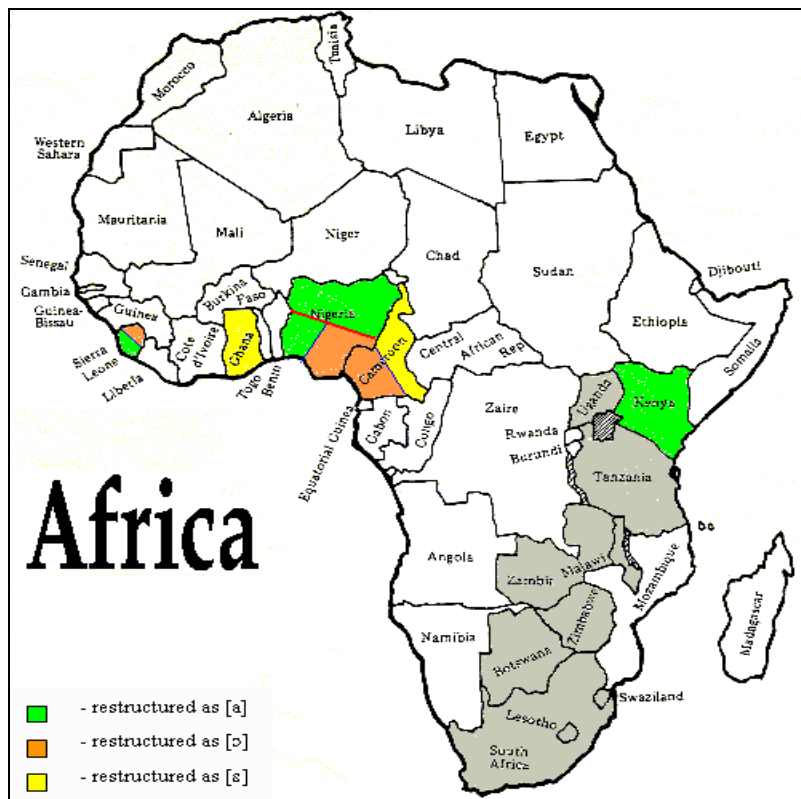 Tunisia
Morocco
Algeria
Libya
Egypt
Western
Sahara
Mauritania
Mali
Niger
Chad
Sudan
Djibouti
Senegal
Gambia
Guinea-
Bissau
Guinea
Burkina
Faso
Nigeria
Ethiopia
Somalia
Sierra
Leone
Liberia
Cote
d'Ivoire
Ghana
Togo
Benin
Cameroon
Central
African Rep
Uganda
Kenya
Equatorial Guinea
Gabon
Congo
Zaire
Rwanda
Burundi
Tanzania
Africa
Angola
Zambir
Malawi
Mozambique
Madagascar
Namibia
Zimbabwe
Botswana
Swaziland
Lesotho
South
Africa
- restructured as [a]
- restructured as [ɔ]
- restructured as [ɛ]